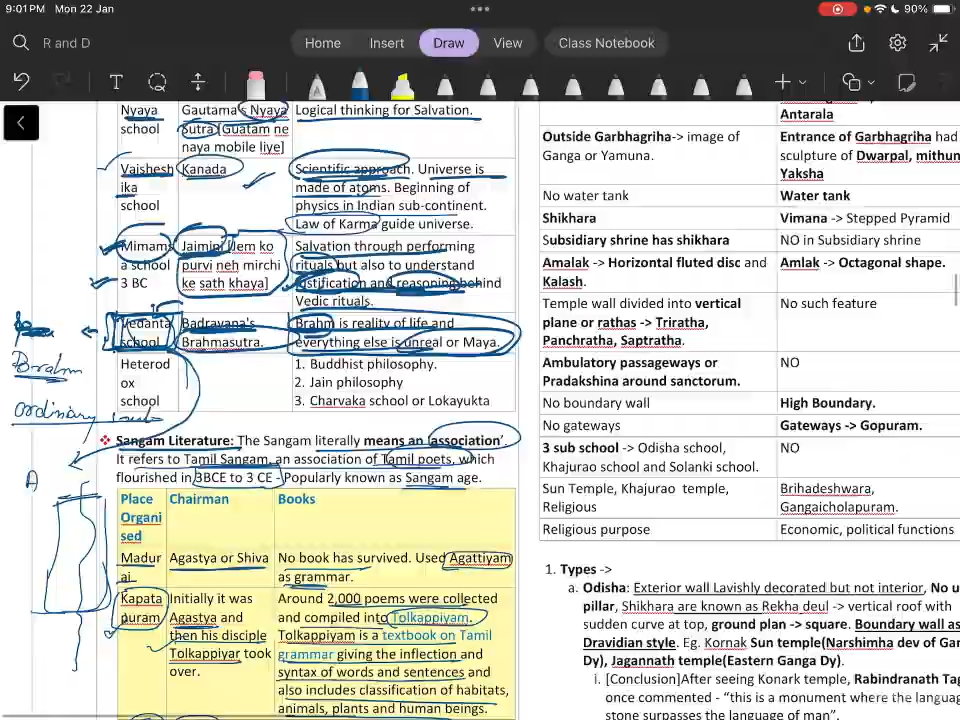 9:01 PM Mon 22 Jan
90%
R and D
Home Insert Draw View Class Notebook
Nyaya school
Gautama's Nyaya Sutra [Guatam ne naya mobile liye]
Logical thinking for Salvation.
Vaisheshika school
Kanada
Scientific approach. Universe is made of atoms. Beginning of physics in Indian sub-continent. Law of Karma guide universe.
Mimamsa school 3 BC
Jaimini [Jem ko purvi neh mirchi ke sath khaya]
Salvation through performing rituals but also to understand justification and reasoning behind Vedic rituals.
Vedanta school
Badrayana's Brahmasutra.
Brahm is reality of life and everything else is unreal or Maya.
Heterodox school
1. Buddhist philosophy.
2. Jain philosophy
3. Charvaka school or Lokayukta
Brahm
ordinary
A
❖ Sangam Literature: The Sangam literally means an 'association'.
It refers to Tamil Sangam, an association of Tamil poets, which
flourished in 3BCE to 3 CE - Popularly known as Sangam age.
Place Organised
Chairman
Books
Madurai
Agastya or Shiva
No book has survived. Used Agattiyam as grammar.
Kapatapuram
Initially it was Agastya and then his disciple Tolkappiyar took over.
Around 2,000 poems were collected and compiled into Tolkappiyam. Tolkappiyam is a textbook on Tamil grammar giving the inflection and syntax of words and sentences and also includes classification of habitats, animals, plants and human beings.
Antarala
Outside Garbhagriha-> image of Ganga or Yamuna.
Entrance of Garbhagriha had
sculpture of Dwarpal, mithun
Yaksha
No water tank
Water tank
Shikhara
Vimana -> Stepped Pyramid
Subsidiary shrine has shikhara
NO in Subsidiary shrine
Amalak -> Horizontal fluted disc and Kalash.
Amlak -> Octagonal shape.
Temple wall divided into vertical plane or rathas -> Triratha, Panchratha, Saptratha.
No such feature
Ambulatory passageways or Pradakshina around sanctorum.
NO
No boundary wall
High Boundary.
No gateways
Gateways -> Gopuram.
3 sub school -> Odisha school, Khajurao school and Solanki school.
NO
Sun Temple, Khajurao temple, Religious
Brihadeshwara, Gangaicholapuram.
Religious purpose
Economic, political functions
1. Types ->
a. Odisha: Exterior wall Lavishly decorated but not interior, No
pillar, Shikhara are known as Rekha deul -> vertical roof with
sudden curve at top, ground plan -> square. Boundary wall as
Dravidian style. Eg. Kornak Sun temple(Narshimha dev of Gan
Dy), Jagannath temple(Eastern Ganga Dy).
i. [Conclusion]After seeing Konark temple, Rabindranath Tag
once commented - "this is a monument where the language
stone surpasses the language of man".